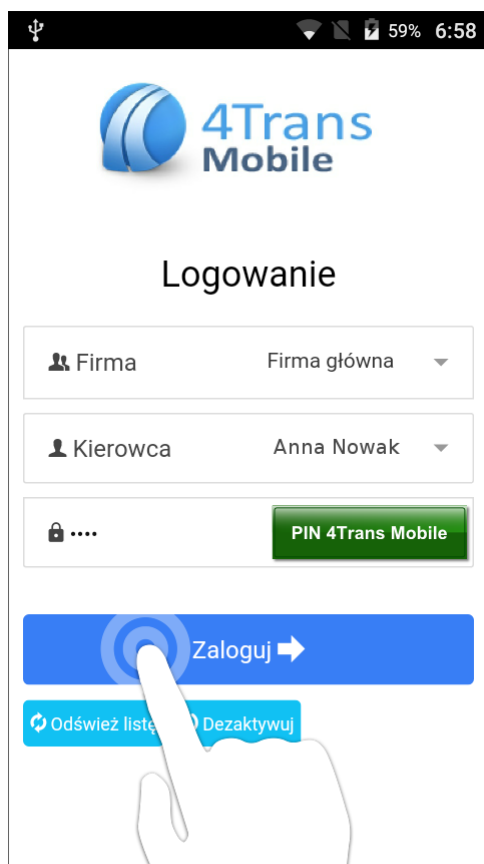 59% 6:58
4Trans
Mobile
Logowanie
Firma Firma główna
Kierowca Anna Nowak
•••• PIN 4Trans Mobile
Zaloguj
Odśwież listę Dezaktywuj